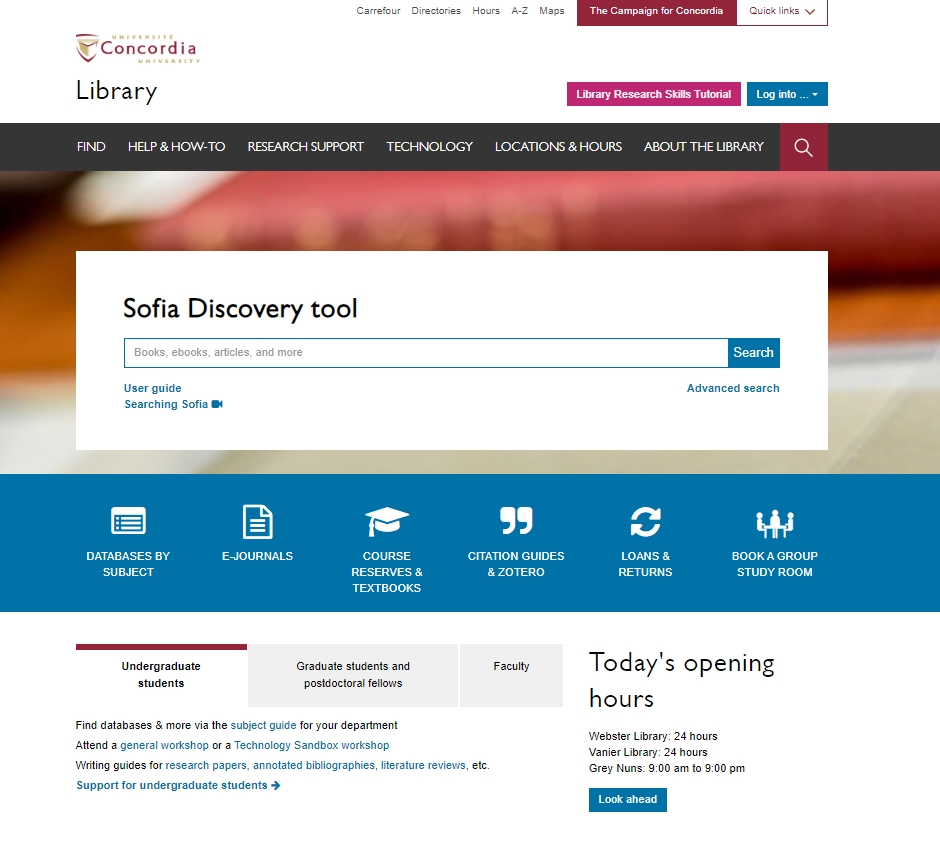 Carrefour Directories Hours A-Z Maps The Campaign for Concordia Quick links
UNIVERSITÉ
Concordia
UNIVERSITY
Library
Library Research Skills Tutorial Log into ...
FIND HELP & HOW-TO RESEARCH SUPPORT TECHNOLOGY LOCATIONS & HOURS ABOUT THE LIBRARY
Sofia Discovery tool
Books, ebooks, articles, and more Search
User guide Advanced search
Searching Sofia
DATABASES BY
SUBJECT
E-JOURNALS
COURSE
RESERVES &
TEXTBOOKS
CITATION GUIDES
& ZOTERO
LOANS &
RETURNS
BOOK A GROUP
STUDY ROOM
Undergraduate
students
Graduate students and
postdoctoral fellows
Faculty
Find databases & more via the subject guide for your department
Attend a general workshop or a Technology Sandbox workshop
Writing guides for research papers, annotated bibliographies, literature reviews, etc.
Support for undergraduate students
Today's opening
hours
Webster Library: 24 hours
Vanier Library: 24 hours
Grey Nuns: 9:00 am to 9:00 pm
Look ahead